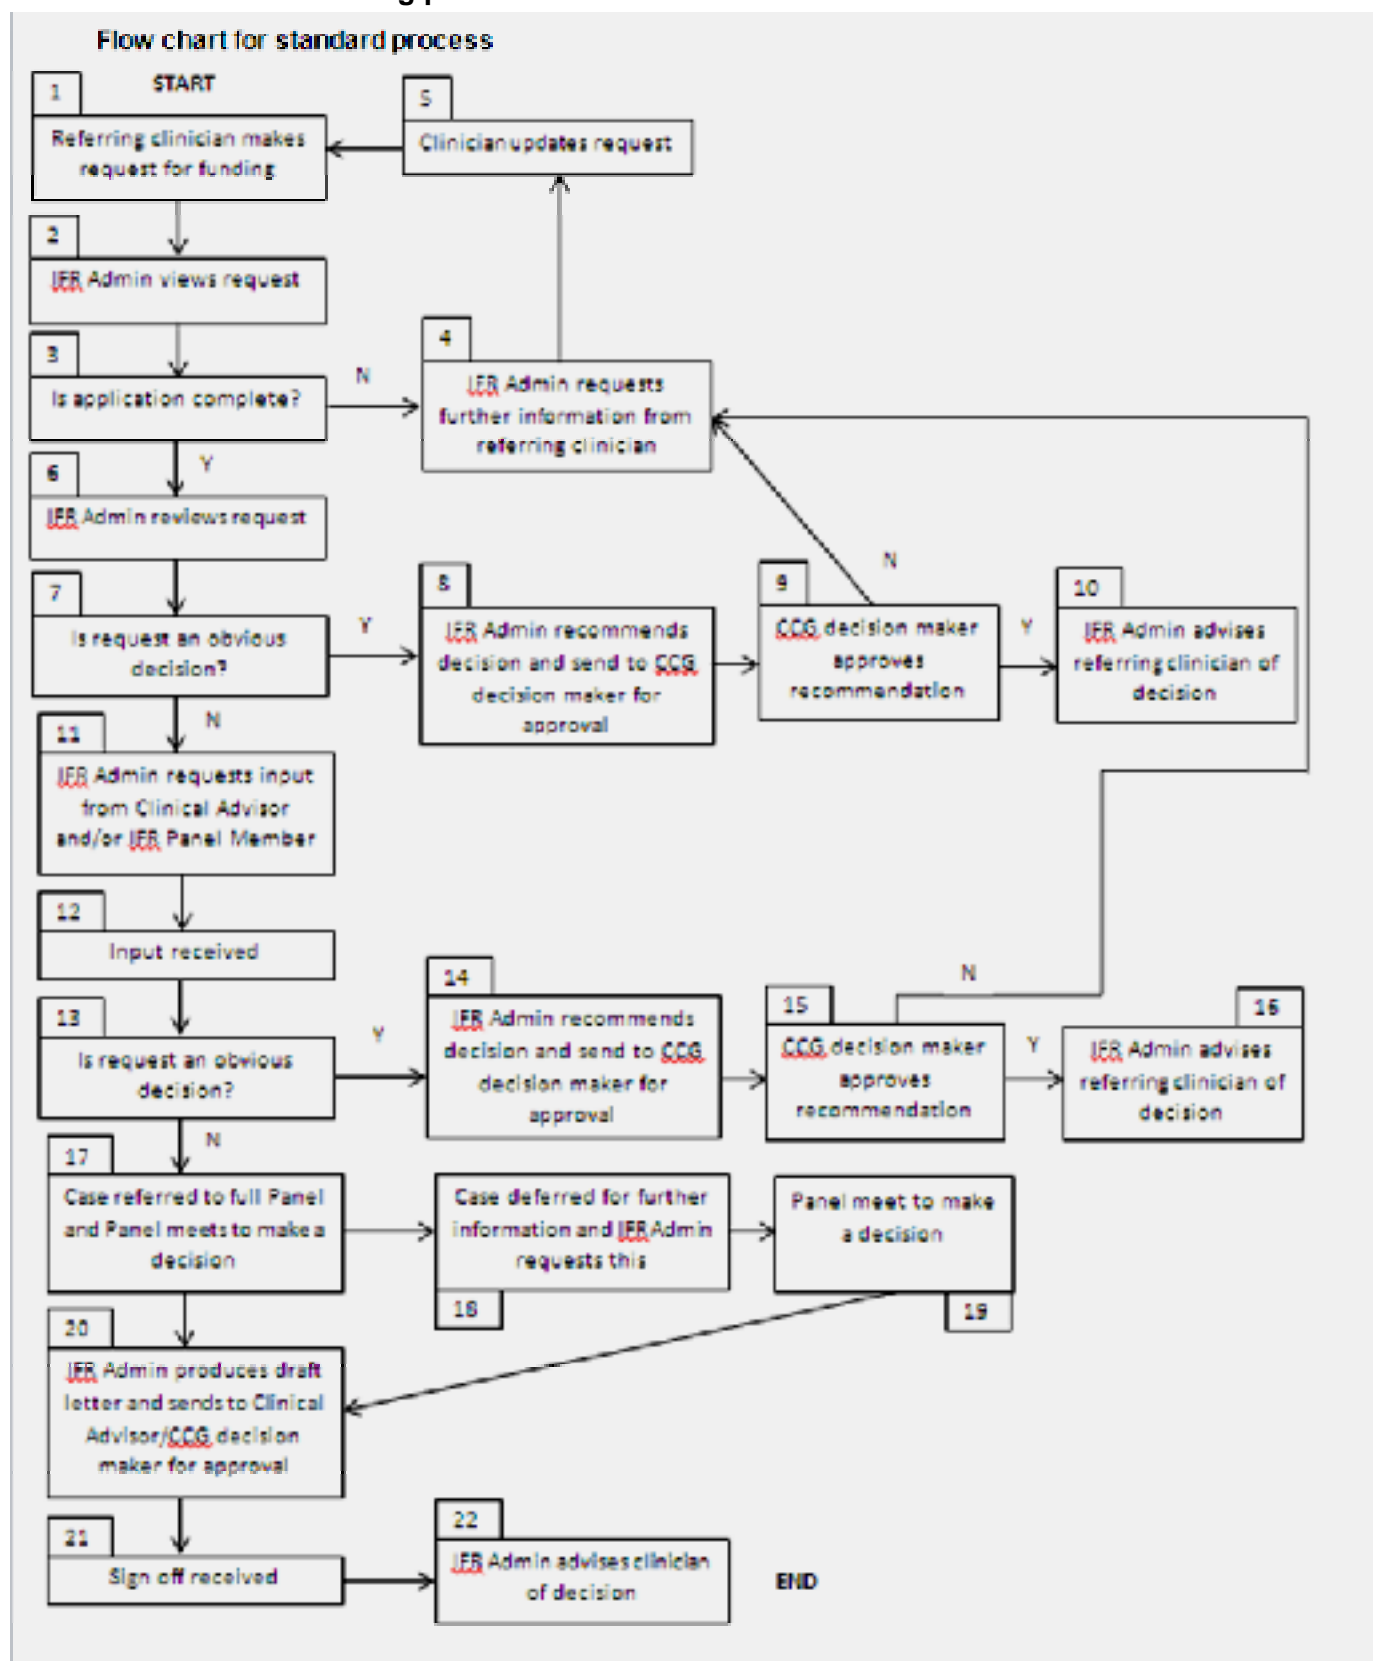 Flow chart for standard process
START
1
Referring clinician makes
request for funding
5
Clinician updates request
2
IFR Admin views request
3
Is application complete?
N
4
IFR Admin requests
further information from
referring clinician
Y
6
IFR Admin reviews request
7
Is request an obvious
decision?
Y
8
IFR Admin recommends
decision and send to CCG
decision maker for
approval
9
CCG decision maker
approves
recommendation
N
Y
10
IFR Admin advises
referring clinician of
decision
N
11
IFR Admin requests input
from Clinical Advisor
and/or IFR Panel Member
12
Input received
13
Is request an obvious
decision?
Y
14
IFR Admin recommends
decision and send to CCG
decision maker for
approval
15
CCG decision maker
approves
recommendation
N
Y
16
IFR Admin advises
referring clinician of
decision
N
17
Case referred to full Panel
and Panel meets to make a
decision
Case deferred for further
information and IFR Admin
requests this
18
Panel meet to make
a decision
19
20
IFR Admin produces draft
letter and sends to Clinical
Advisor/CCG decision
maker for approval
21
Sign off received
22
IFR Admin advises clinician
of decision
END